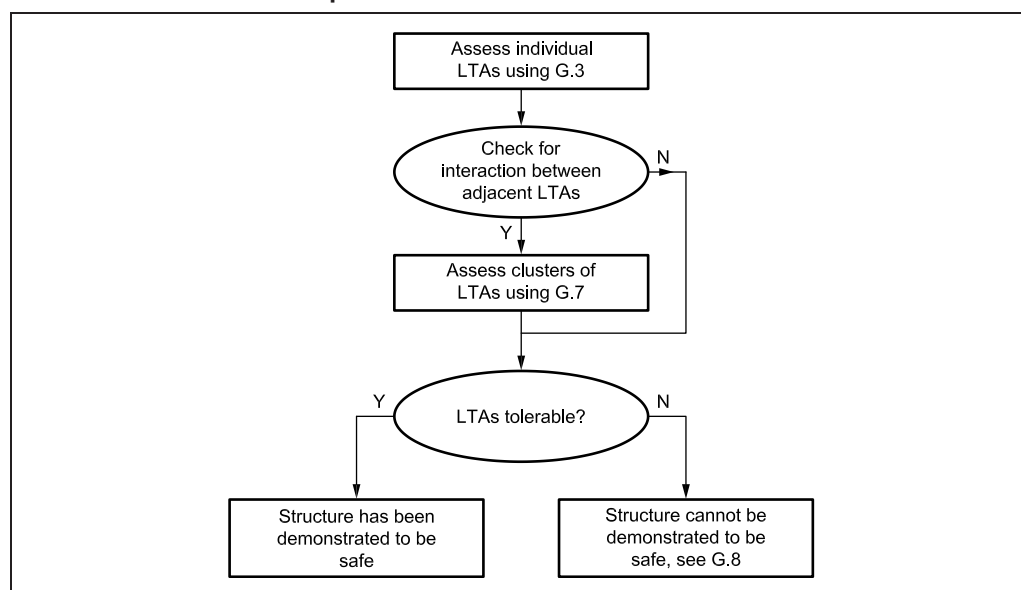 Assess individual
LTAs using G.3
Check for
interaction between
adjacent LTAs
N
Y
Assess clusters of
LTAs using G.7
Y
LTAs tolerable?
N
Structure has been
demonstrated to be
safe
Structure cannot be
demonstrated to be
safe, see G.8